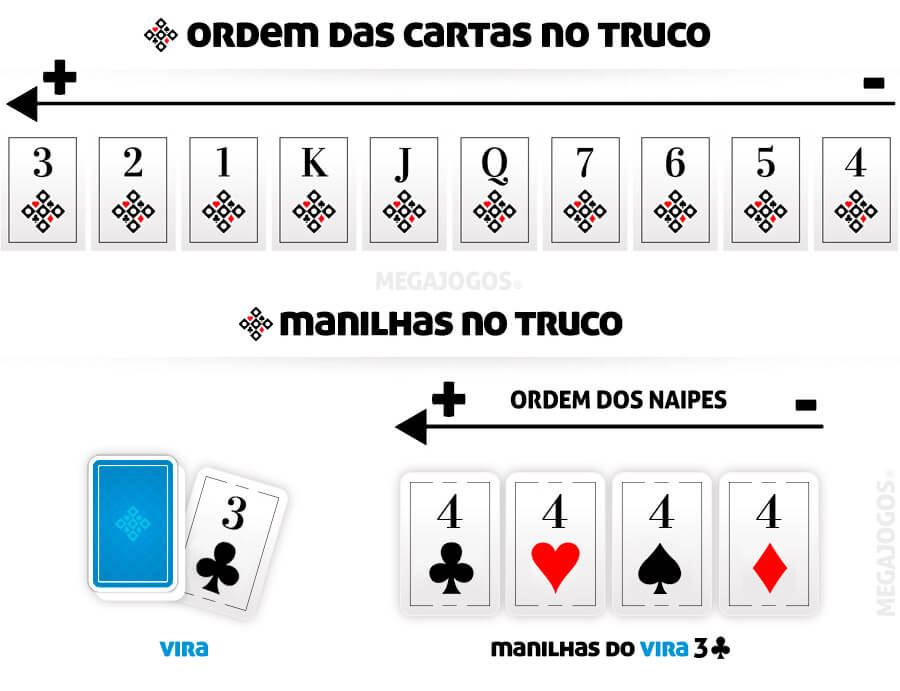 ORDEM DAS CARTAS NO TRUCO
+ -
3 2 1 K J Q 7 6 5 4
MEGAJOGOS®
MANILHAS NO TRUCO
+ ORDEM DOS NAIPES -
3♣
4♣ 4♥ 4♠ 4♦
MEGAJOGOS®
VIRA
MANILHAS DO VIRA 3♣